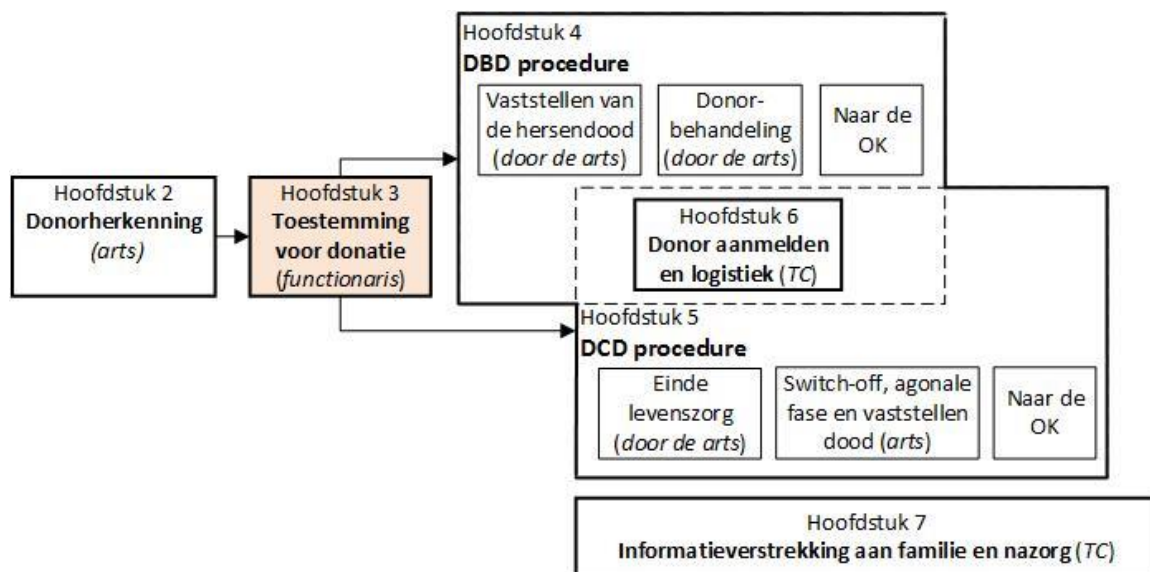 Hoofdstuk 4
DBD procedure
Vaststellen van
de hersendood
(door de arts)
Donor-
behandeling
(door de arts)
Naar de
OK
Hoofdstuk 2
Donorherkenning
(arts)
Hoofdstuk 3
Toestemming
voor donatie
(functionaris)
Hoofdstuk 6
Donor aanmelden
en logistiek (TC)
Hoofdstuk 5
DCD procedure
Einde
levenszorg
(door de arts)
Switch-off, agonale
fase en vaststellen
dood (arts)
Naar de
OK
Hoofdstuk 7
Informatieverstrekking aan familie en nazorg (TC)